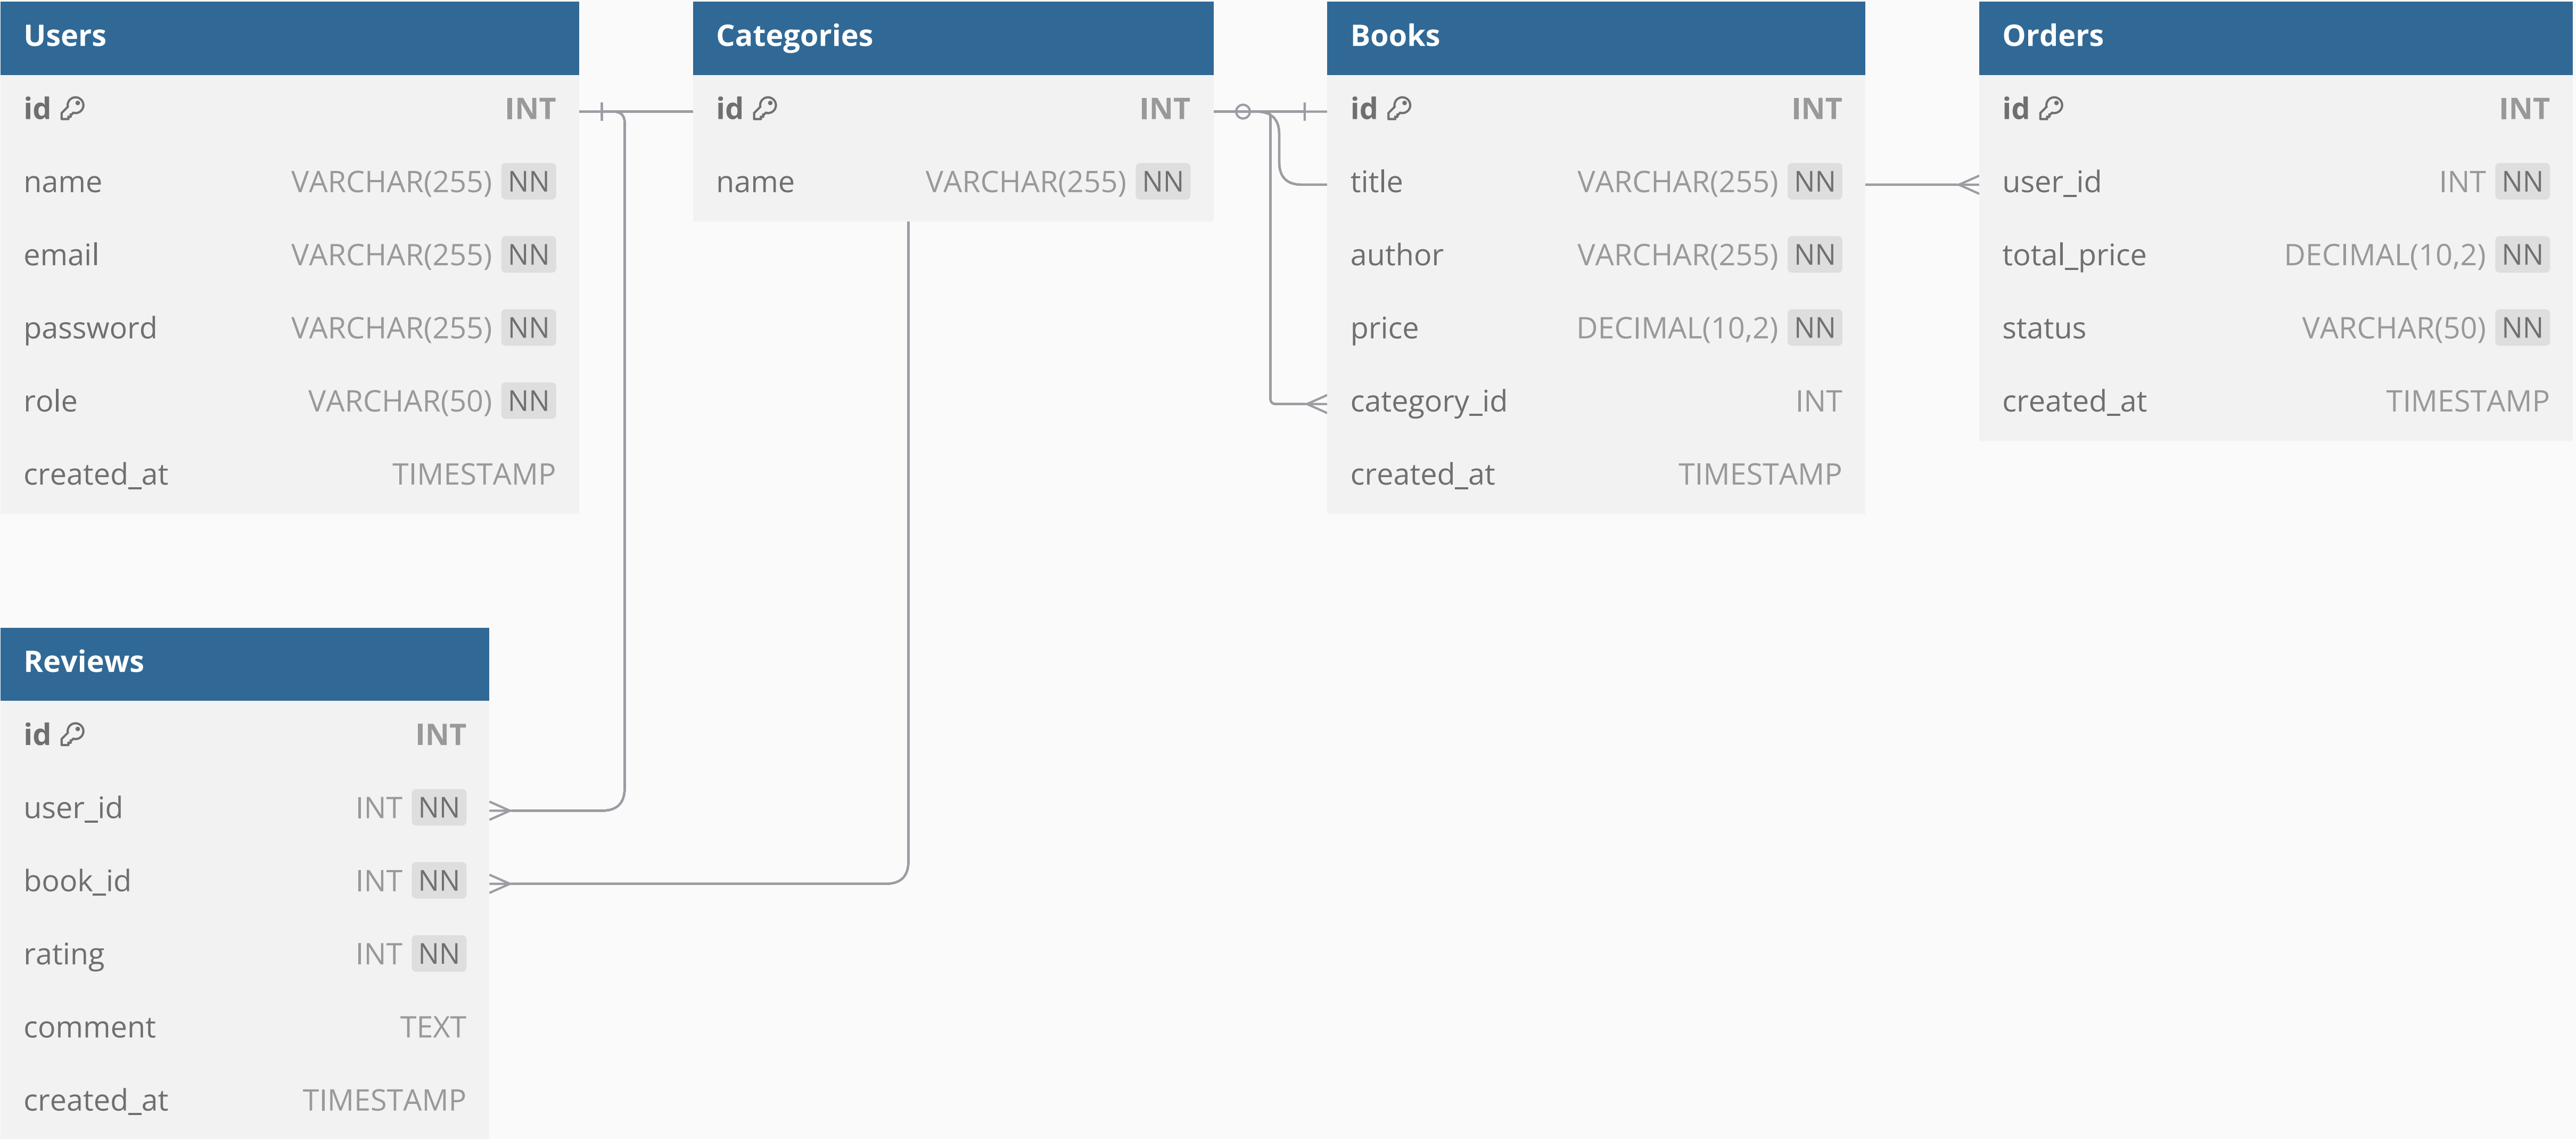 Users
id INT
name VARCHAR(255) NN
email VARCHAR(255) NN
password VARCHAR(255) NN
role VARCHAR(50) NN
created_at TIMESTAMP
Categories
id INT
name VARCHAR(255) NN
Books
id INT
title VARCHAR(255) NN
author VARCHAR(255) NN
price DECIMAL(10,2) NN
category_id INT
created_at TIMESTAMP
Orders
id INT
user_id INT NN
total_price DECIMAL(10,2) NN
status VARCHAR(50) NN
created_at TIMESTAMP
Reviews
id INT
user_id INT NN
book_id INT NN
rating INT NN
comment TEXT
created_at TIMESTAMP